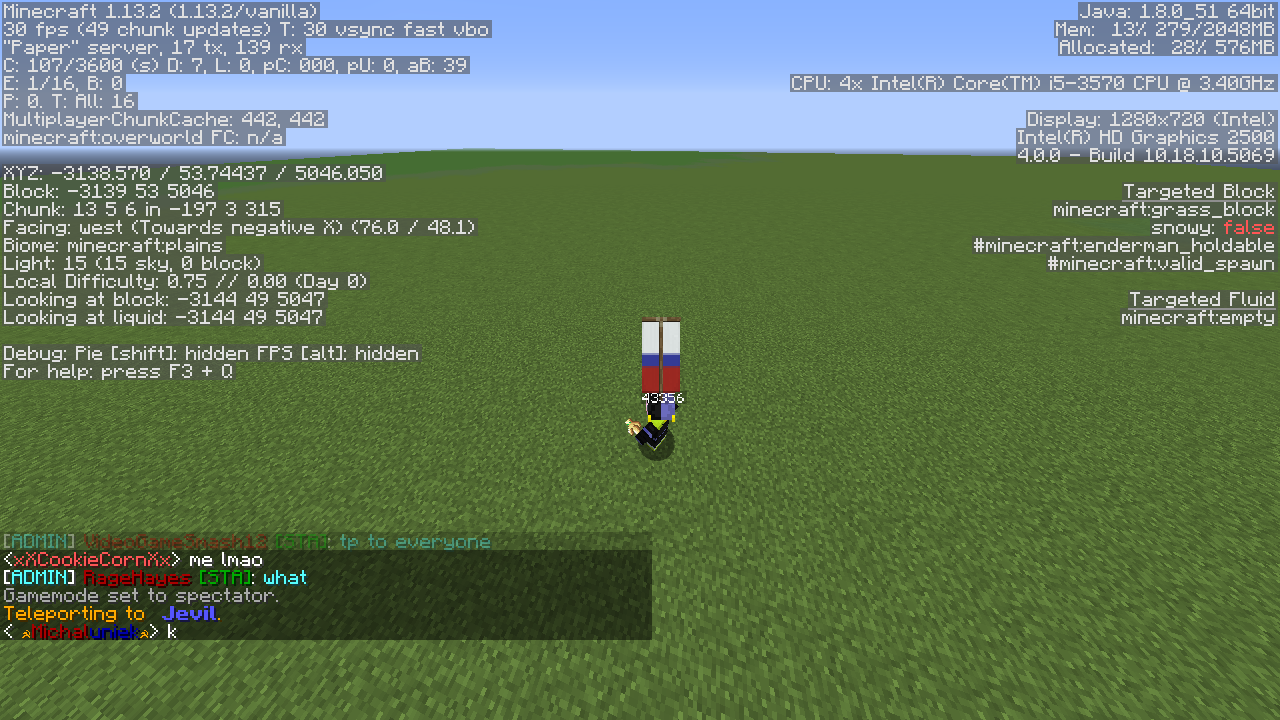 Minecraft 1.13.2 (1.13.2/vanilla)
30 fps (49 chunk updates) T: 30 vsync fast vbo
"Paper" server, 17 tx, 139 rx
C: 107/3600 (s) D: 7, L: 0, pC: 000, pU: 0, aB: 39
E: 1/16, B: 0
P: 0. T: All: 16
MultiplayerChunkCache: 442, 442
minecraft:overworld FC: n/a
XYZ: -3138.570 / 53.74437 / 5046.050
Block: -3139 53 5046
Chunk: 13 5 6 in -197 3 315
Facing: west (Towards negative X) (76.0 / 48.1)
Biome: minecraft:plains
Light: 15 (15 sky, 0 block)
Local Difficulty: 0.75 // 0.00 (Day 0)
Looking at block: -3144 49 5047
Looking at liquid: -3144 49 5047
Debug: Pie [shift]: hidden FPS [alt]: hidden
For help: press F3 + Q
Java: 1.8.0_51 64bit
Mem: 13% 279/2048MB
Allocated: 28% 576MB
CPU: 4x Intel(R) Core(TM) i5-3570 CPU @ 3.40GHz
Display: 1280x720 (Intel)
Intel(R) HD Graphics 2500
4.0.0 - Build 10.18.10.5069
Targeted Block
minecraft:grass_block
snowy: false
#minecraft:enderman_holdable
#minecraft:valid_spawn
Targeted Fluid
minecraft:empty
43356
[ADMIN] VideoGameSmash12 [STA]: tp to everyone
<xXCookieCornXx> me lmao
[ADMIN] RageHayes [STA]: what
Gamemode set to spectator.
Teleporting to Jevil.
< Michaluniek> k